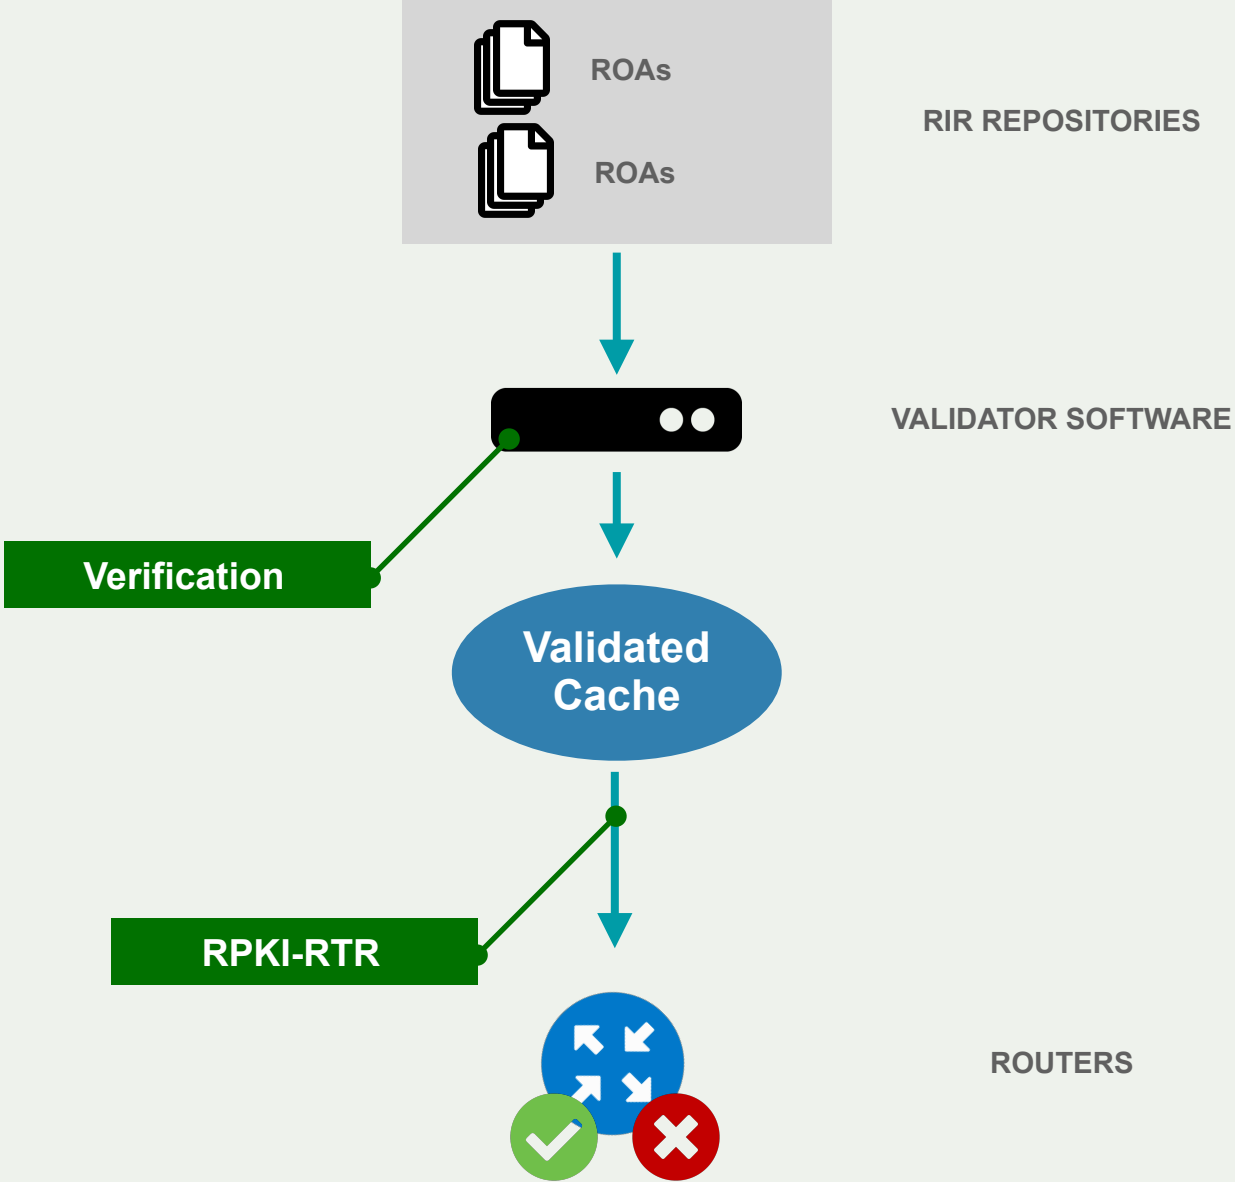 ROAs
RIR REPOSITORIES
ROAs
VALIDATOR SOFTWARE
Verification
Validated
Cache
RPKI-RTR
ROUTERS